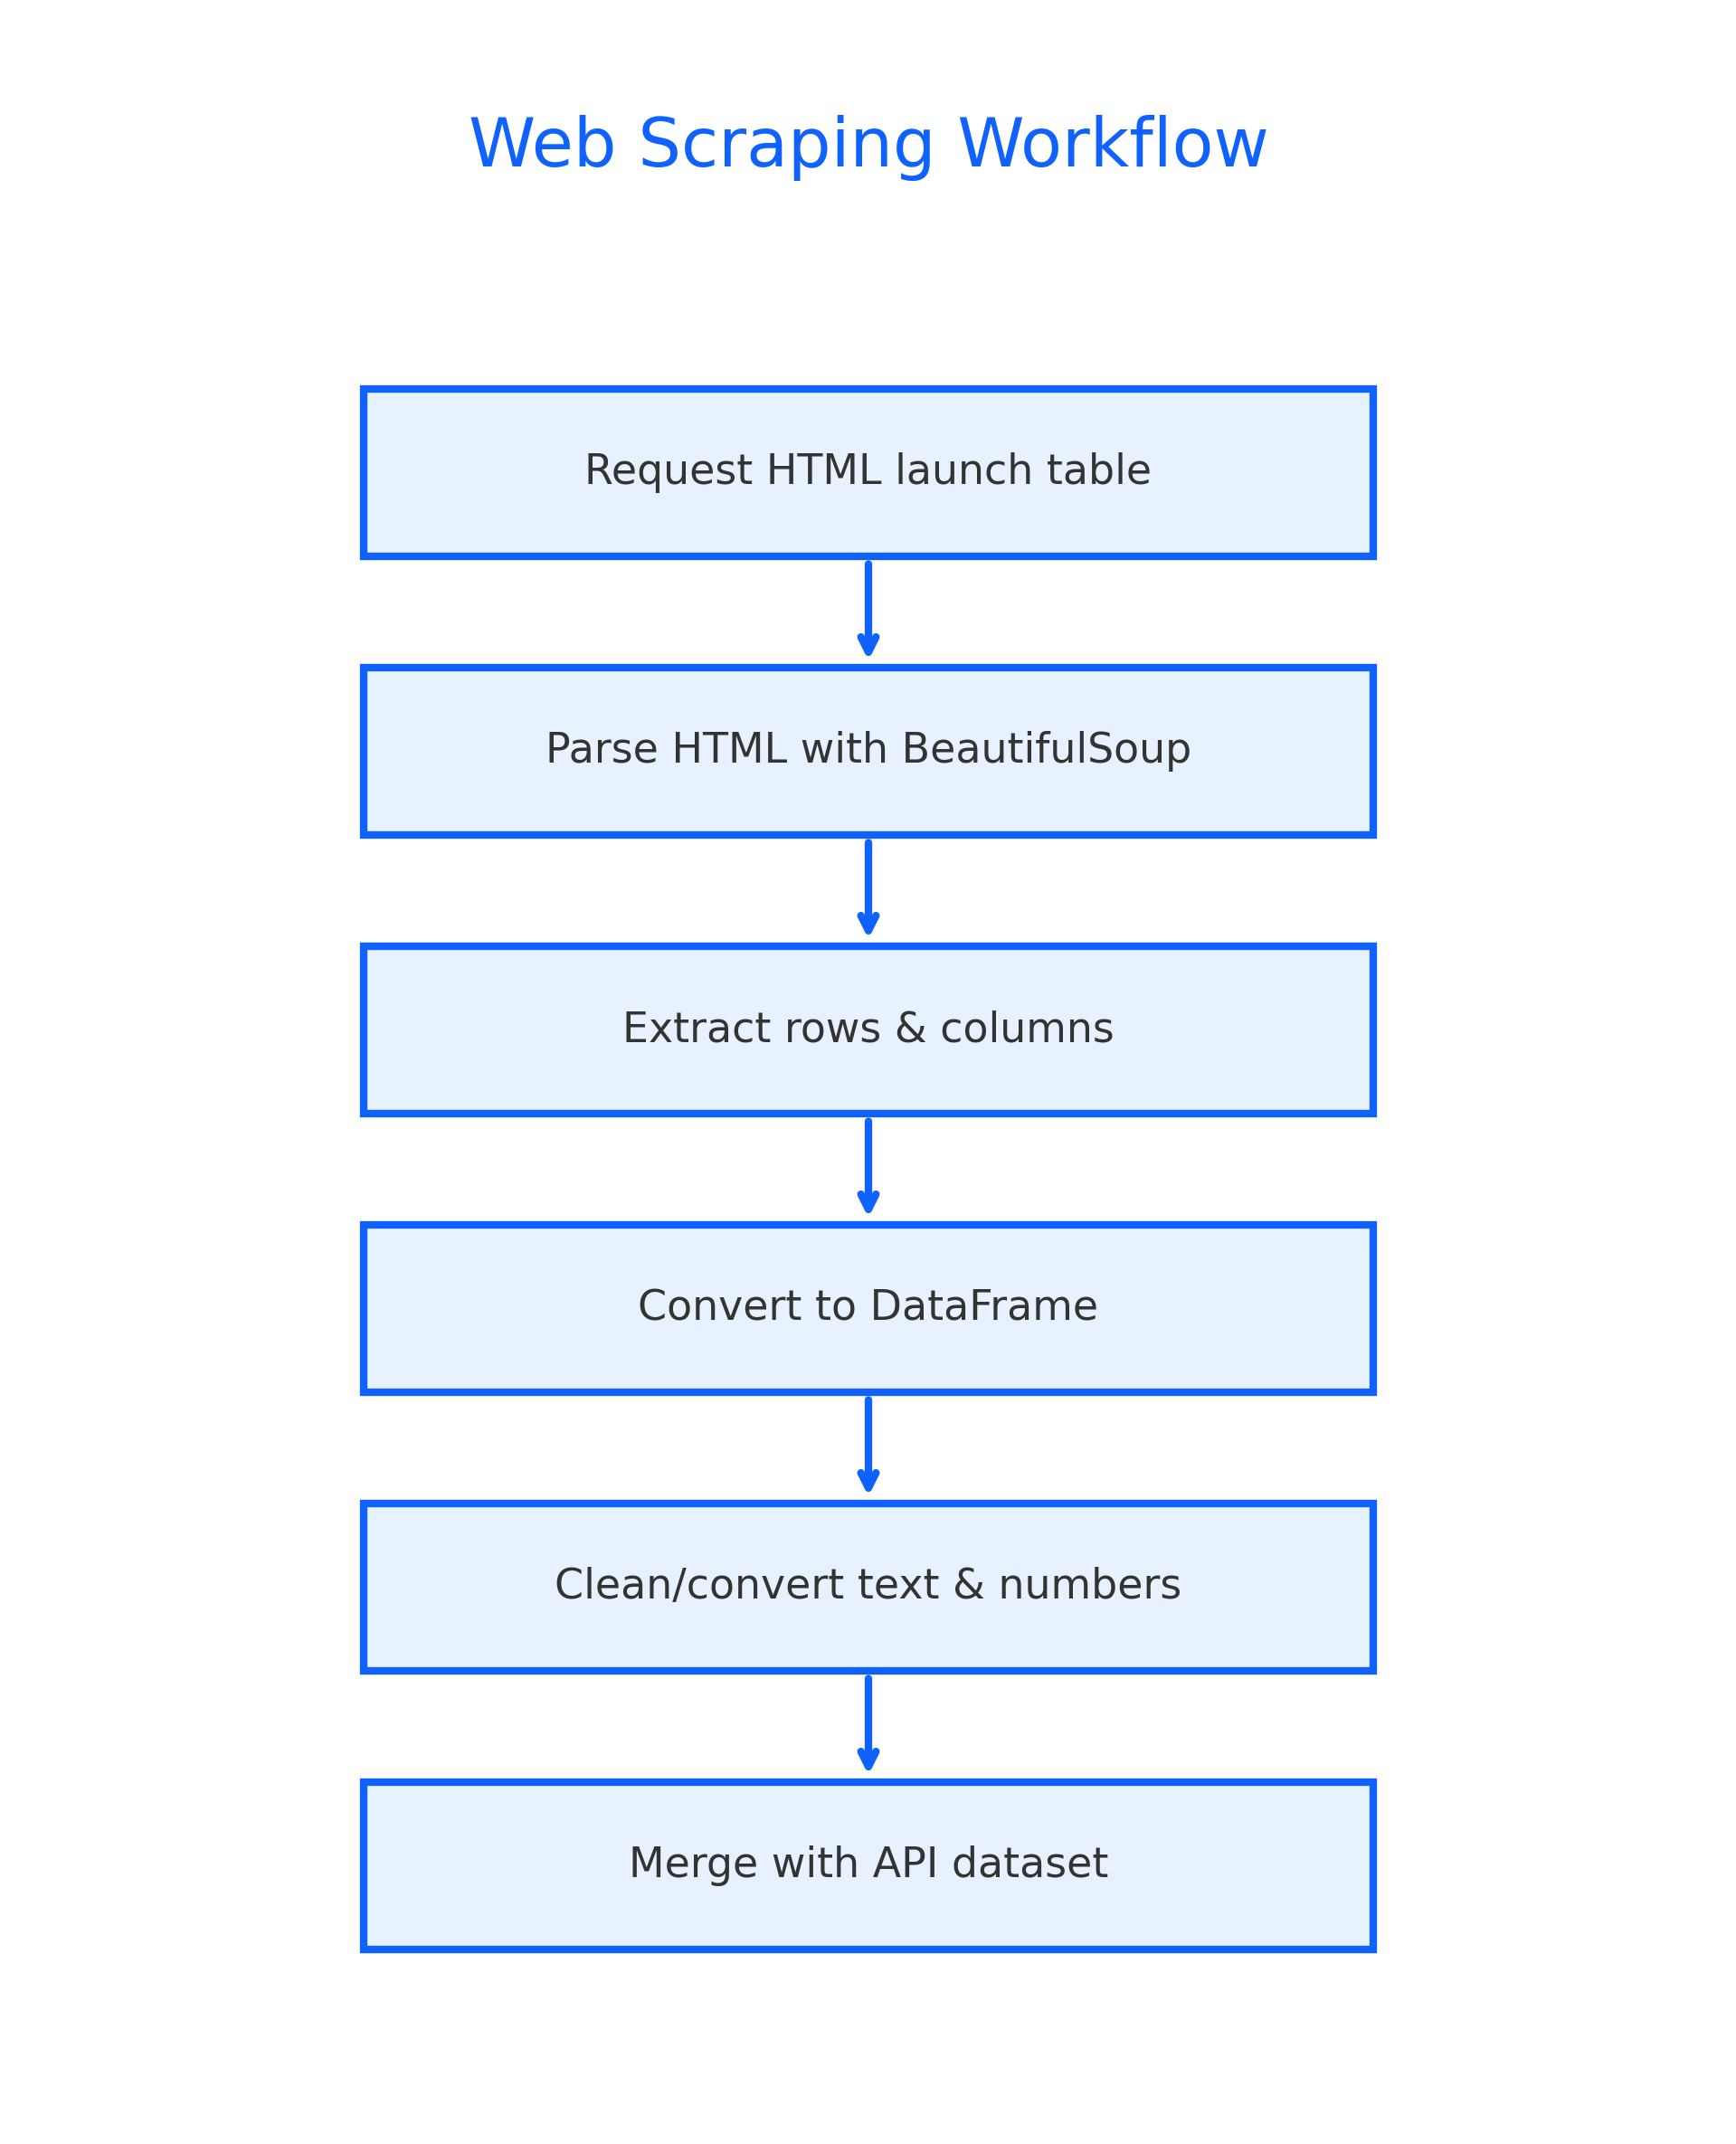 Web Scraping Workflow
Request HTML launch table
Parse HTML with BeautifulSoup
Extract rows & columns
Convert to DataFrame
Clean/convert text & numbers
Merge with API dataset